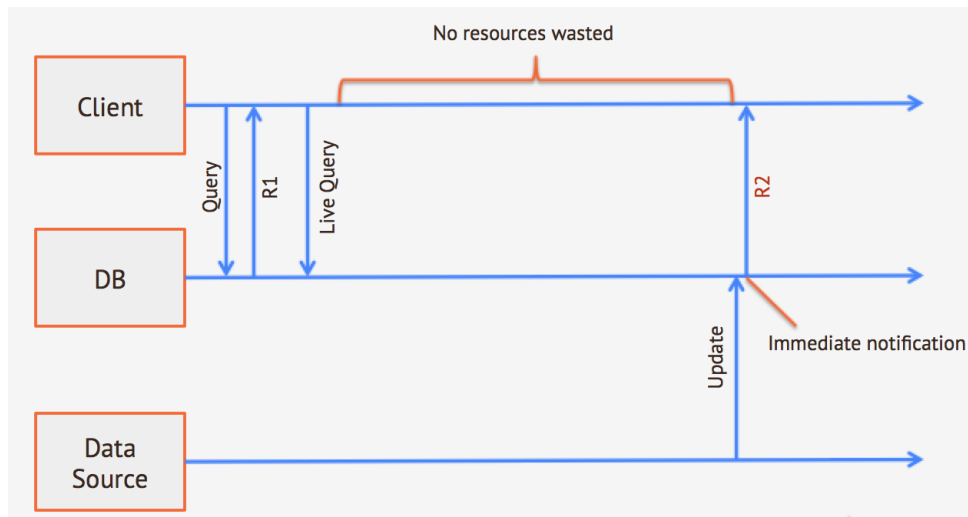 No resources wasted
Client
Query
R1
Live Query
R2
DB
Immediate notification
Update
Data
Source